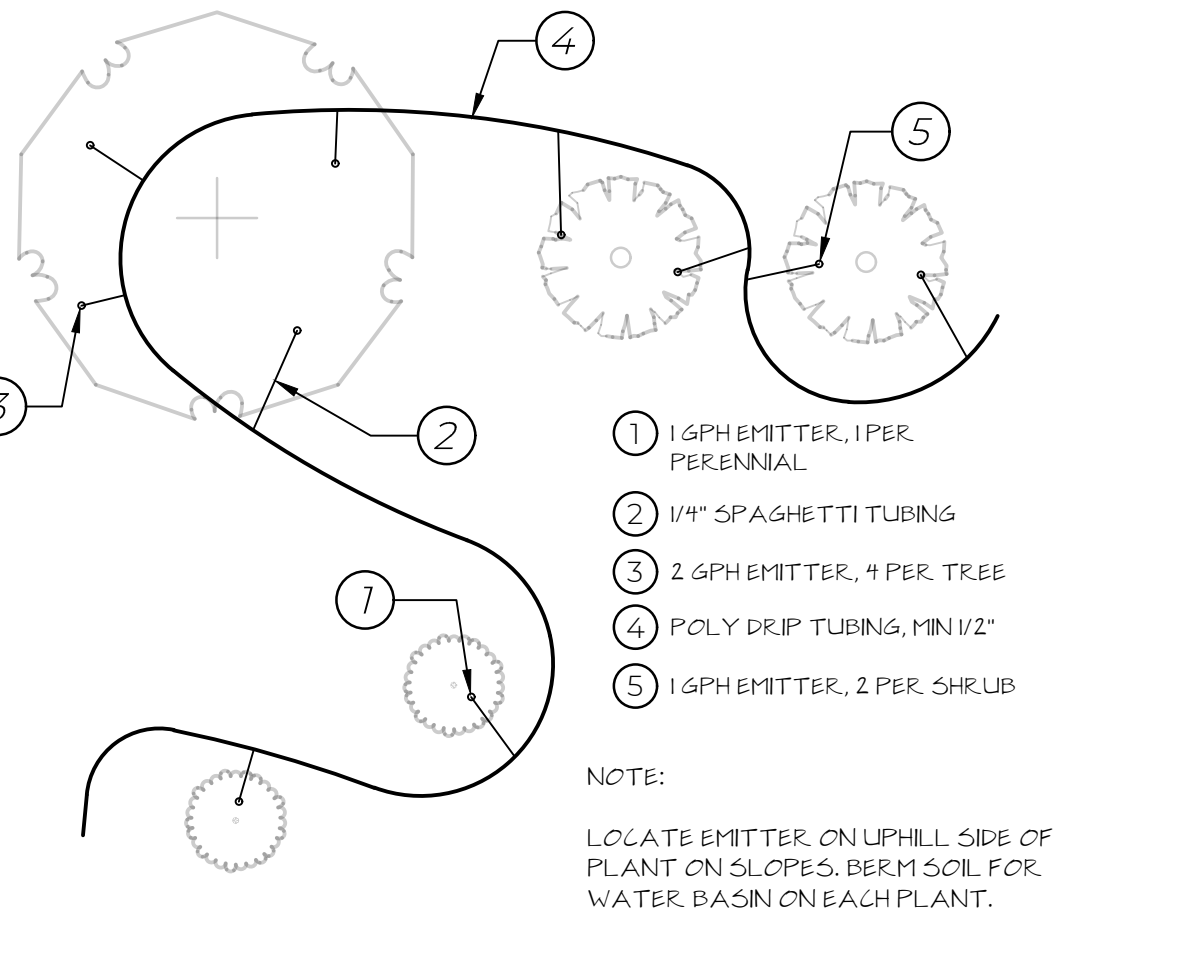 4
5
3
2
1 1 GPH EMITTER, 1 PER
PERENNIAL
2 1/4" SPAGHETTI TUBING
3 2 GPH EMITTER, 4 PER TREE
1
4 POLY DRIP TUBING, MIN 1/2"
5 1 GPH EMITTER, 2 PER SHRUB
NOTE:
LOCATE EMITTER ON UPHILL SIDE OF
PLANT ON SLOPES. BERM SOIL FOR
WATER BASIN ON EACH PLANT.